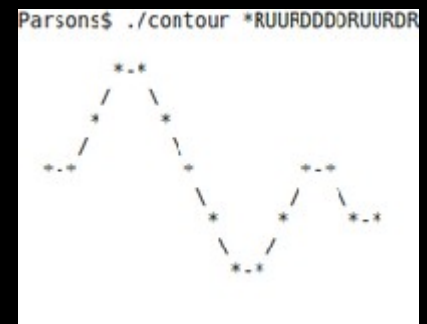 Parsons$ ./contour *RUURDDDDRUURDR
*-*
/ \
* *
/ \
*-* * *-*
\ / \
* * *-*
\ /
*-*